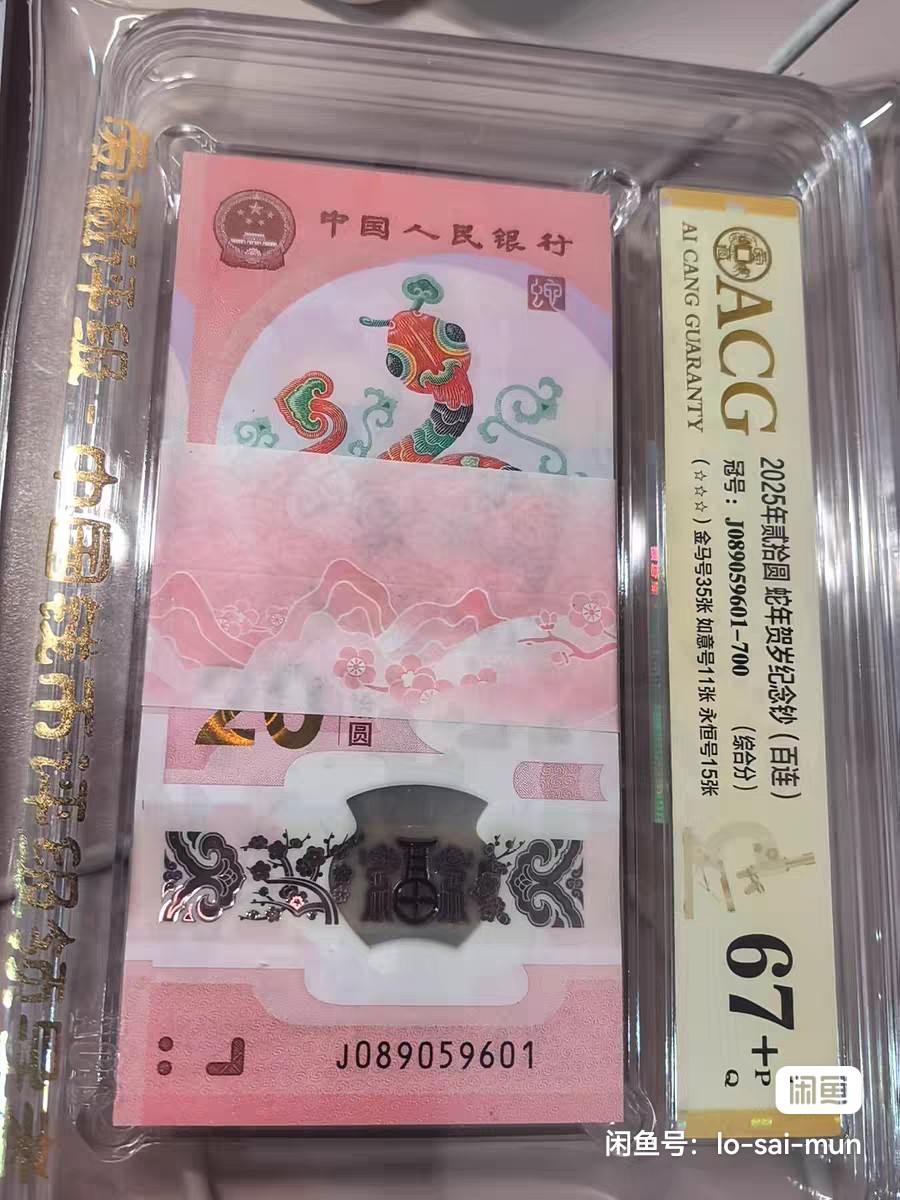 爱藏评级-中国钱币评级领导者
中国人民银行
蛇
20
圆
J089059601
ACG
AI CANG GUARANTY
2025年贰拾圆 蛇年贺岁纪念钞（百连）
冠号：J089059601-700 （综合分）
（☆☆☆）金马号35张 如意号11张 永恒号15张
67+P
Q
闲鱼
闲鱼号：lo-sai-mun